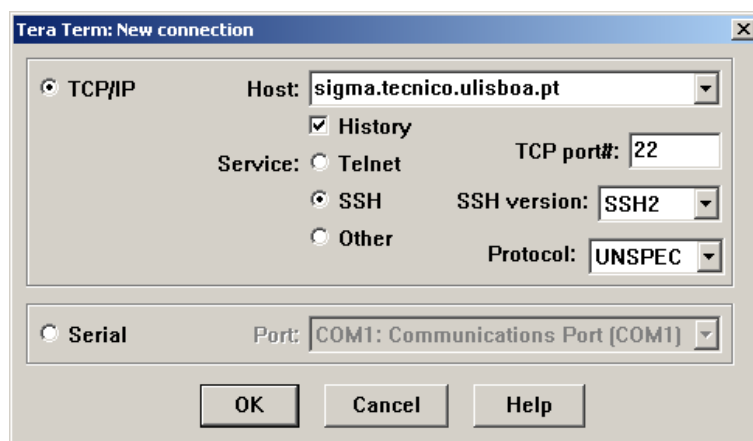 Tera Term: New connection
TCP/IP Host: sigma.tecnico.ulisboa.pt
History
Service: Telnet TCP port#: 22
SSH SSH version: SSH2
Other Protocol: UNSPEC
Serial Port: COM1: Communications Port (COM1)
OK Cancel Help